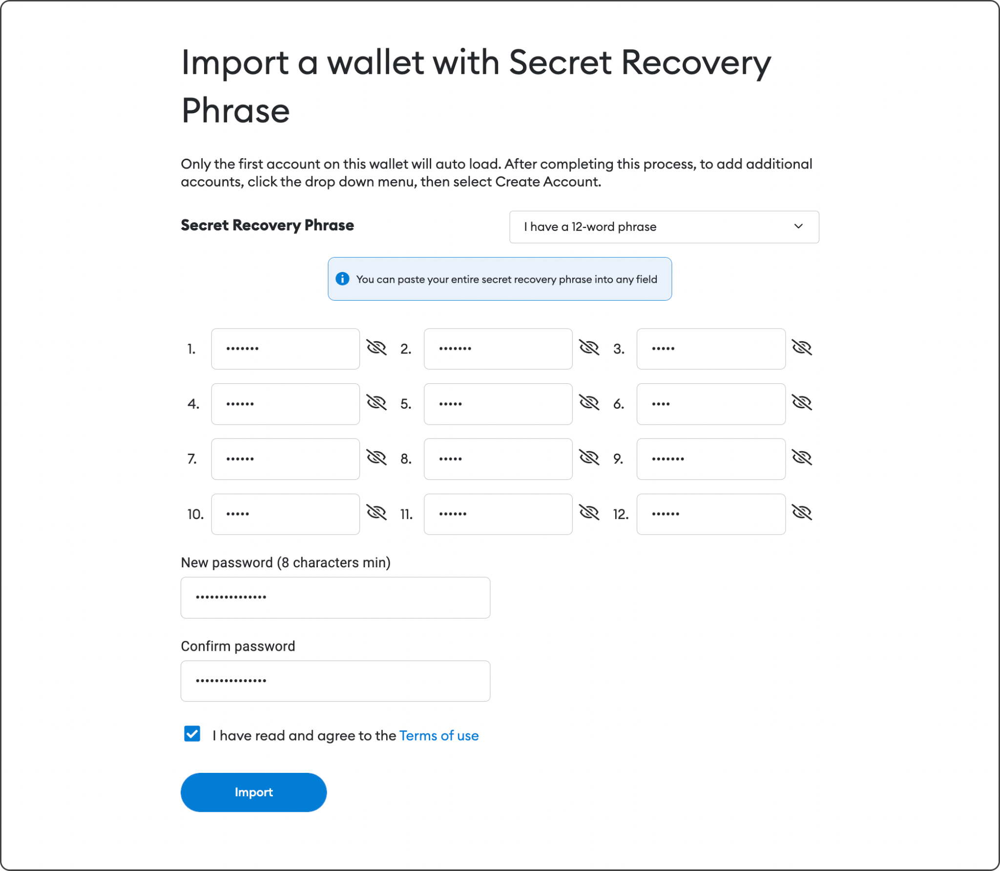 Import a wallet with Secret Recovery
Phrase
Only the first account on this wallet will auto load. After completing this process, to add additional
accounts, click the drop down menu, then select Create Account.
Secret Recovery Phrase
I have a 12-word phrase
You can paste your entire secret recovery phrase into any field
1. ••••••• 2. ••••••• 3. •••••
4. •••••• 5. ••••• 6. ••••
7. •••••• 8. ••••• 9. •••••••
10. ••••• 11. •••••• 12. ••••••
New password (8 characters min)
•••••••••••••••
Confirm password
•••••••••••••••
I have read and agree to the Terms of use
Import